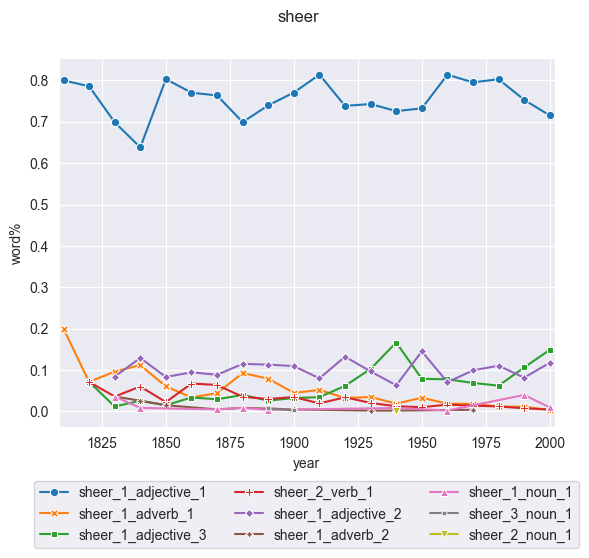 sheer
0.8
0.7
0.6
0.5
0.4
0.3
0.2
0.1
0.0
word%
1825 1850 1875 1900 1925 1950 1975 2000
year
sheer_1_adjective_1 sheer_2_verb_1 sheer_1_noun_1
sheer_1_adverb_1 sheer_1_adjective_2 sheer_3_noun_1
sheer_1_adjective_3 sheer_1_adverb_2 sheer_2_noun_1